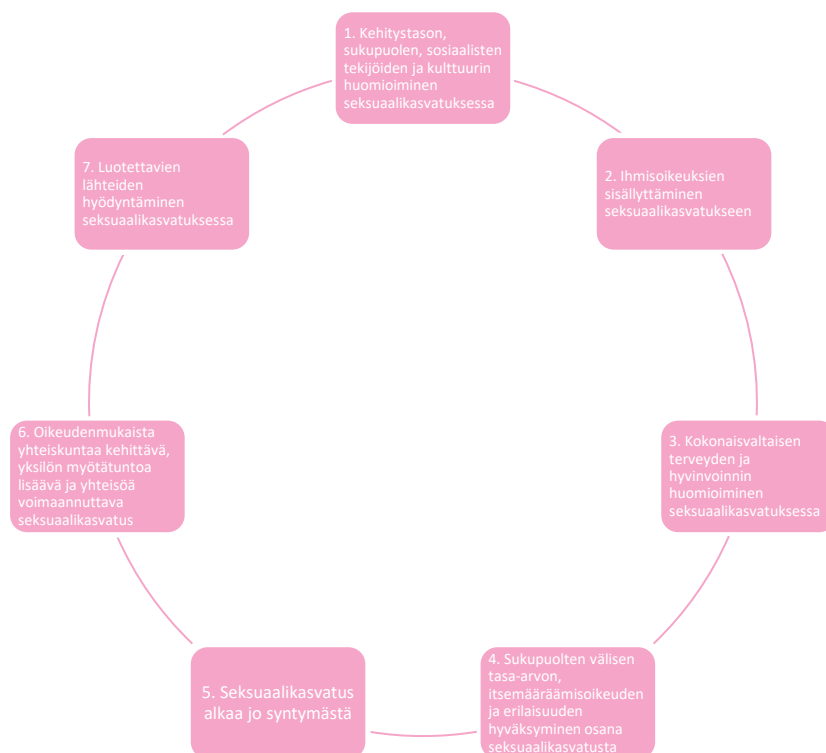 1. Kehitystason,
sukupuolen, sosiaalisten
tekijöiden ja kulttuurin
huomioiminen
seksuaalikasvatuksessa
2. Ihmisoikeuksien
sisällyttäminen
seksuaalikasvatukseen
3. Kokonaisvaltaisen
terveyden ja
hyvinvoinnin
huomioiminen
seksuaalikasvatuksessa
4. Sukupuolten välisen
tasa-arvon,
itsemääräämisoikeuden
ja erilaisuuden
hyväksyminen osana
seksuaalikasvatusta
5. Seksuaalikasvatus
alkaa jo syntymästä
6. Oikeudenmukaista
yhteiskuntaa kehittävä,
yksilön myötätuntoa
lisäävä ja yhteisöä
voimaannuttava
seksuaalikasvatus
7. Luotettavien
lähteiden
hyödyntäminen
seksuaalikasvatuksessa